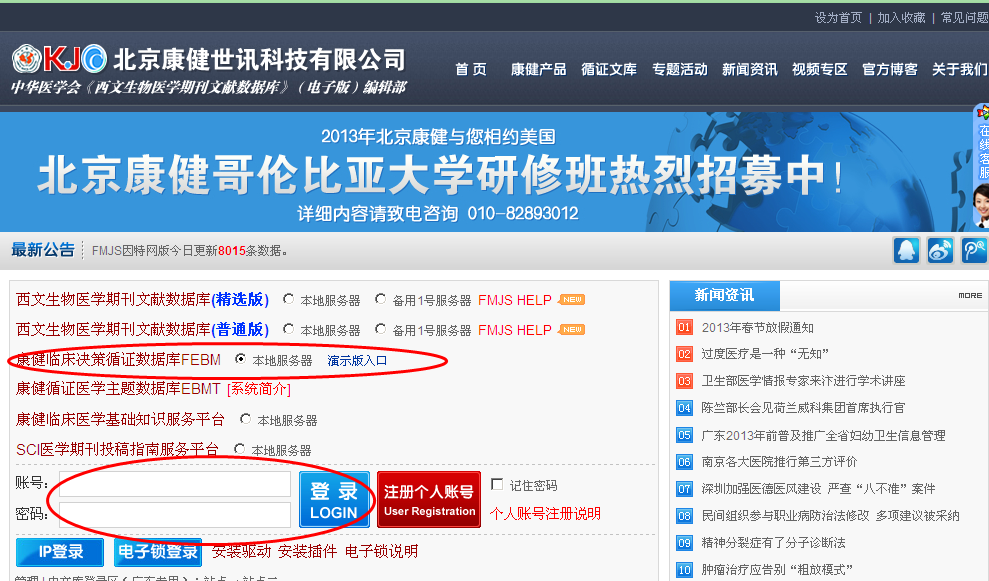 设为首页 | 加入收藏 | 常见问题
KJC 北京康健世讯科技有限公司
中华医学会《西文生物医学期刊文献数据库》（电子版）编辑部
首 页 康健产品 循证文库 专题活动 新闻资讯 视频专区 官方博客 关于我们
2013年北京康健与您相约美国
北京康健哥伦比亚大学研修班热烈招募中!
详细内容请致电咨询 010-82893012
在线客服
最新公告 FMJS因特网版今日更新8015条数据。
西文生物医学期刊文献数据库(精选版) 本地服务器 备用1号服务器 FMJS HELP NEW
西文生物医学期刊文献数据库(普通版) 本地服务器 备用1号服务器 FMJS HELP NEW
康健临床决策循证数据库FEBM 本地服务器 演示版入口
康健循证医学主题数据库EBMT [系统简介]
康健临床医学基础知识服务平台 本地服务器
SCI医学期刊投稿指南服务平台 本地服务器
账号：
密码：
登 录
LOGIN
注册个人账号
User Registration
记住密码
个人账号注册说明
IP登录 电子锁登录 安装驱动 安装插件 电子锁说明
新闻资讯 MORE
01 2013年春节放假通知
02 过度医疗是一种“无知”
03 卫生部医学情报专家来汴进行学术讲座
04 陈竺部长会见荷兰威科集团首席执行官
05 广东2013年前普及推广全省妇幼卫生信息管理
06 南京各大医院推行第三方评价
07 深圳加强医德医风建设 严查“八不准”案件
08 民间组织参与职业病防治法修改 多项建议被采纳
09 精神分裂症有了分子诊断法
10 肿瘤治疗应告别“粗放模式”